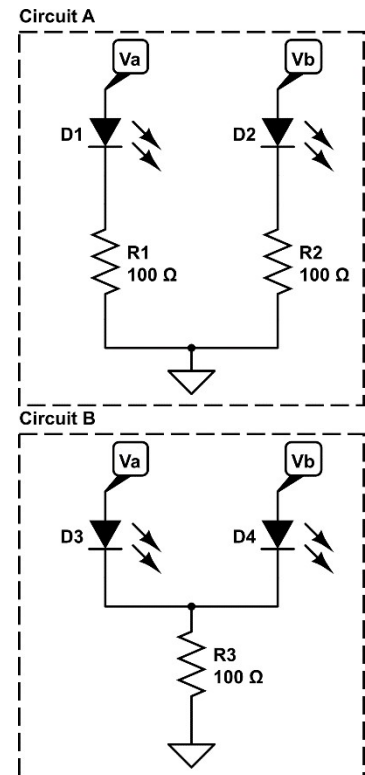 Circuit A
Va
Vb
D1
D2
R1
100 Ω
R2
100 Ω
Circuit B
Va
Vb
D3
D4
R3
100 Ω